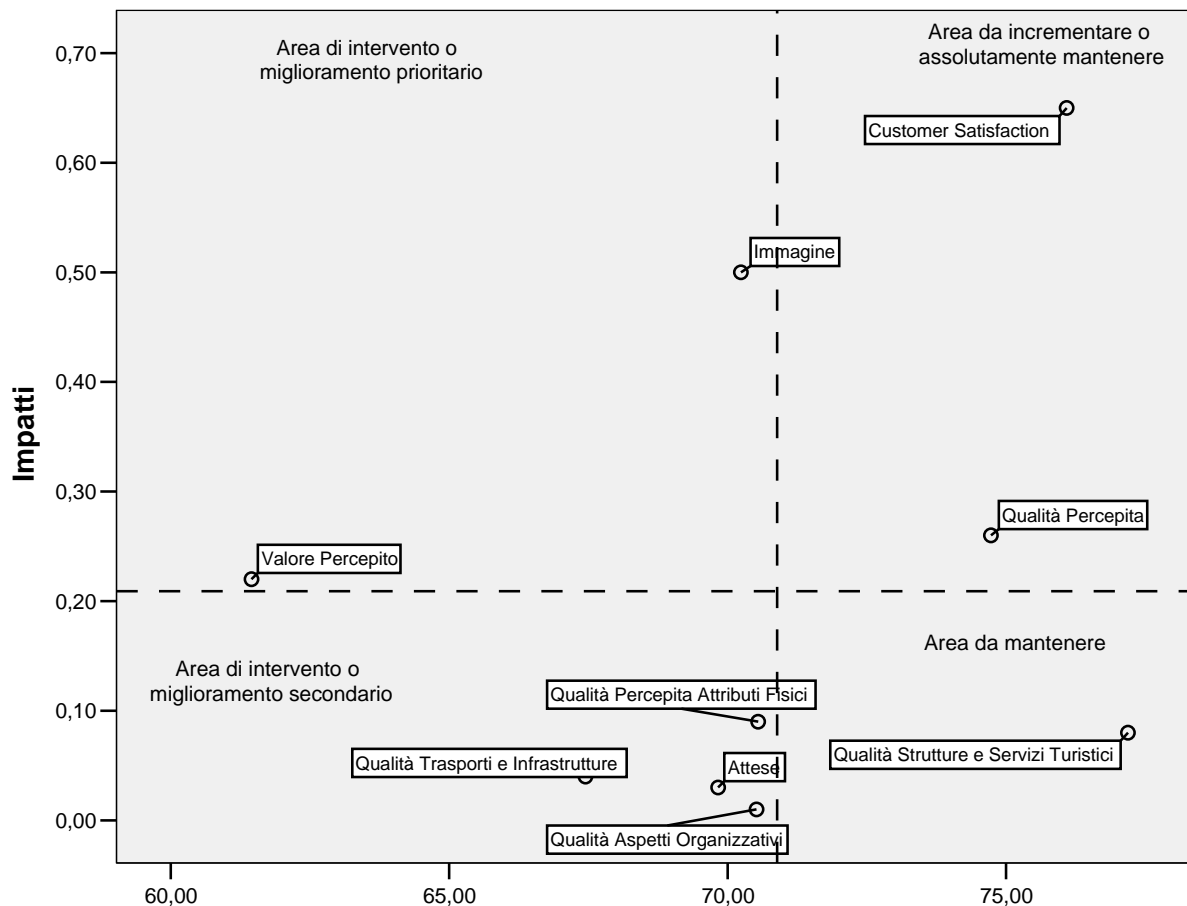 Area di intervento o
miglioramento prioritario
Area da incrementare o
assolutamente mantenere
0,70
Customer Satisfaction
0,60
Immagine
0,50
0,40
Impatti
0,30
Qualità Percepita
Valore Percepito
0,20
Area di intervento o
miglioramento secondario
Area da mantenere
Qualità Percepita Attributi Fisici
0,10
Qualità Trasporti e Infrastrutture
Attese
Qualità Strutture e Servizi Turistici
0,00
Qualità Aspetti Organizzativi
60,00
65,00
70,00
75,00